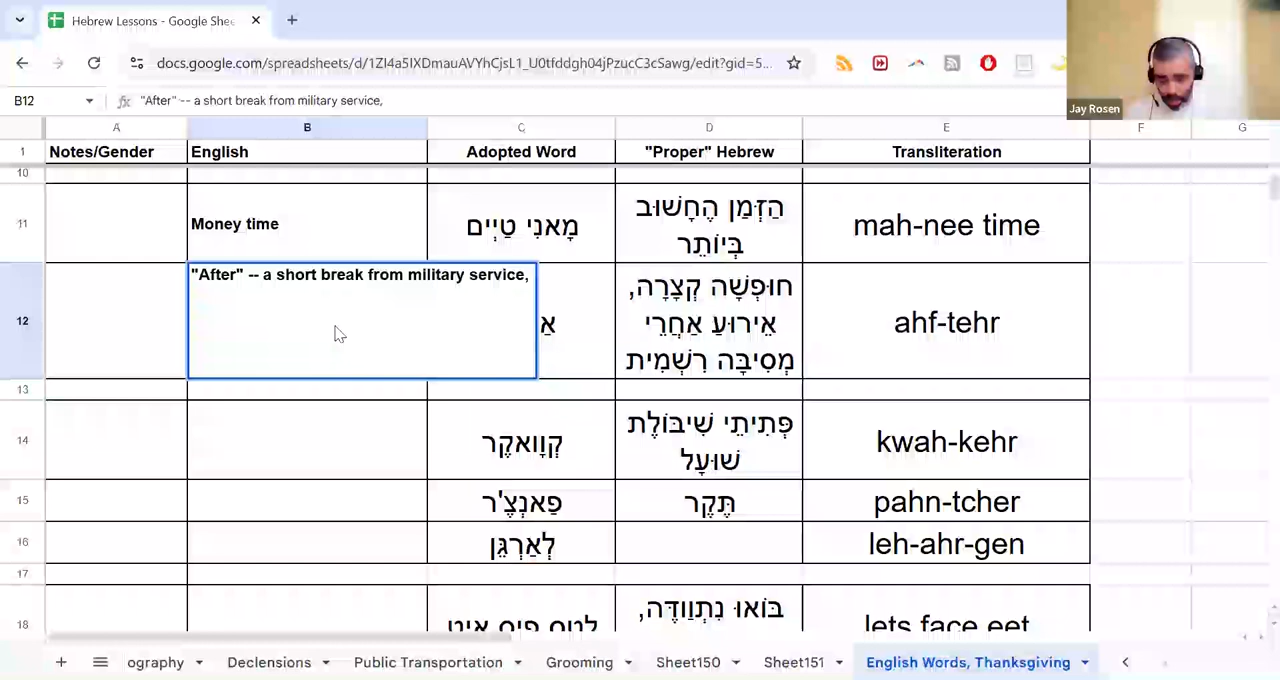 Hebrew Lessons - Google Shee
docs.google.com/spreadsheets/d/1ZI4a5IXDmauAVYhCjsL1_U0tfddgh04jPzucC3cSawg/edit?gid=5...
Jay Rosen
B12
"After" -- a short break from military service,
A B C D E F G
1 Notes/Gender English Adopted Word "Proper" Hebrew Transliteration
10
11 Money time מָאנִי טַיְים הַזְּמַן הֶחָשׁוּב בְּיוֹתֵר mah-nee time
12 "After" -- a short break from military service, אַ חוּפְשָׁה קְצָרָה, אֵירוּעַ אַחֲרֵי מְסִיבָּה רִשְׁמִית ahf-tehr
13
14 קְוָואקֶר פְּתִיתֵי שִׁיבּוֹלֶת שׁוּעָל kwah-kehr
15 פַּאנְצֶ'ר תֶּקֶר pahn-tcher
16 לְאַרְגֵּן leh-ahr-gen
17
18 לטס פיס איט בּוֹאוּ נִתְוַודֶּה, lets face eet
ography Declensions Public Transportation Grooming Sheet150 Sheet151 English Words, Thanksgiving